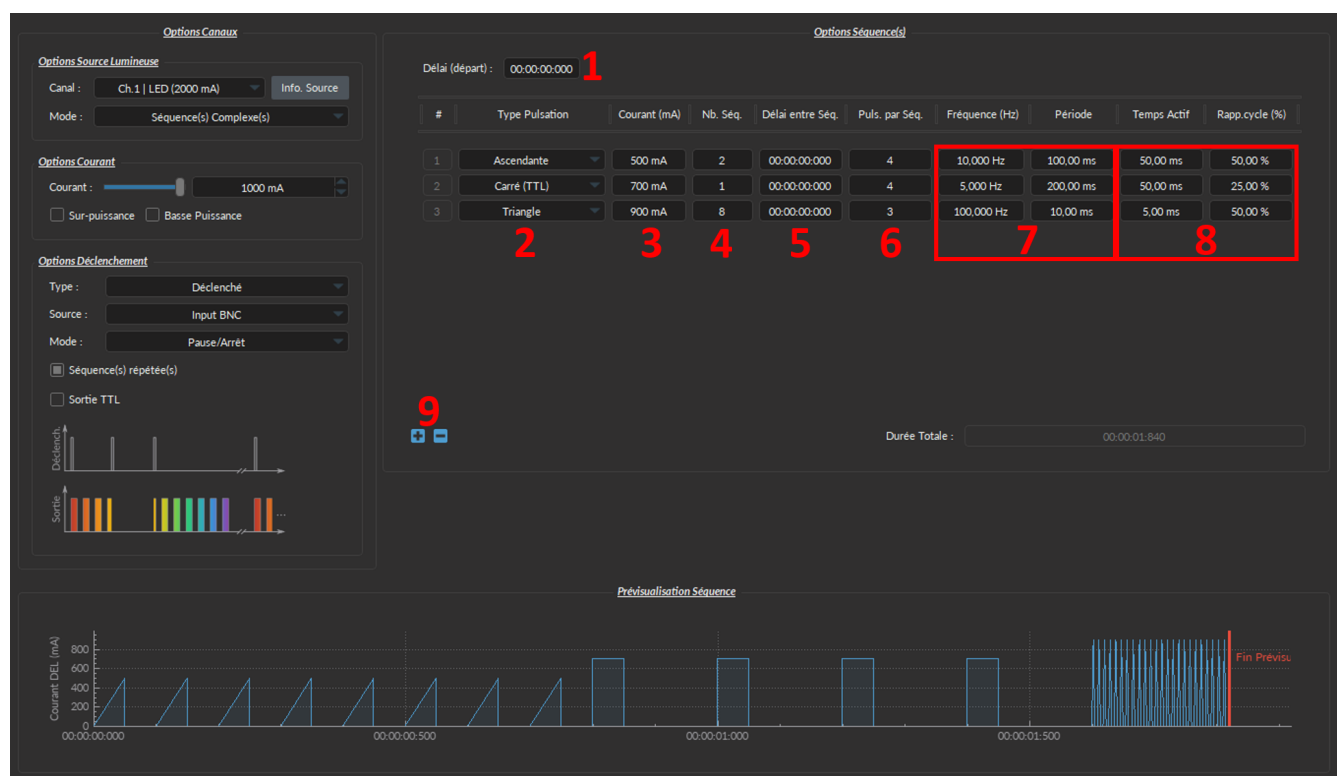 Options Canaux
Options Source Lumineuse
Canal : Ch.1 | LED (2000 mA) Info. Source
Mode : Séquence(s) Complexe(s)
Options Courant
Courant : 1000 mA
Sur-puissance Basse Puissance
Options Déclenchement
Type : Déclenché
Source : Input BNC
Mode : Pause/Arrêt
Séquence(s) répétée(s)
Sortie TTL
Déclench.
Sortie
...
Options Séquence(s)
Délai (départ) : 00:00:00:000 1
# Type Pulsation Courant (mA) Nb. Séq. Délai entre Séq. Puls. par Séq. Fréquence (Hz) Période Temps Actif Rapp.cycle (%)
1 Ascendante 500 mA 2 00:00:00:000 4 10,000 Hz 100,00 ms 50,00 ms 50,00 %
2 Carré (TTL) 700 mA 1 00:00:00:000 4 5,000 Hz 200,00 ms 50,00 ms 25,00 %
3 Triangle 900 mA 8 00:00:00:000 3 100,000 Hz 10,00 ms 5,00 ms 50,00 %
2 3 4 5 6 7 8
9
Durée Totale : 00:00:01:840
Prévisualisation Séquence
Courant DEL (mA)
800
600
400
200
0
Fin Prévisu
00:00:00:000 00:00:00:500 00:00:01:000 00:00:01:500